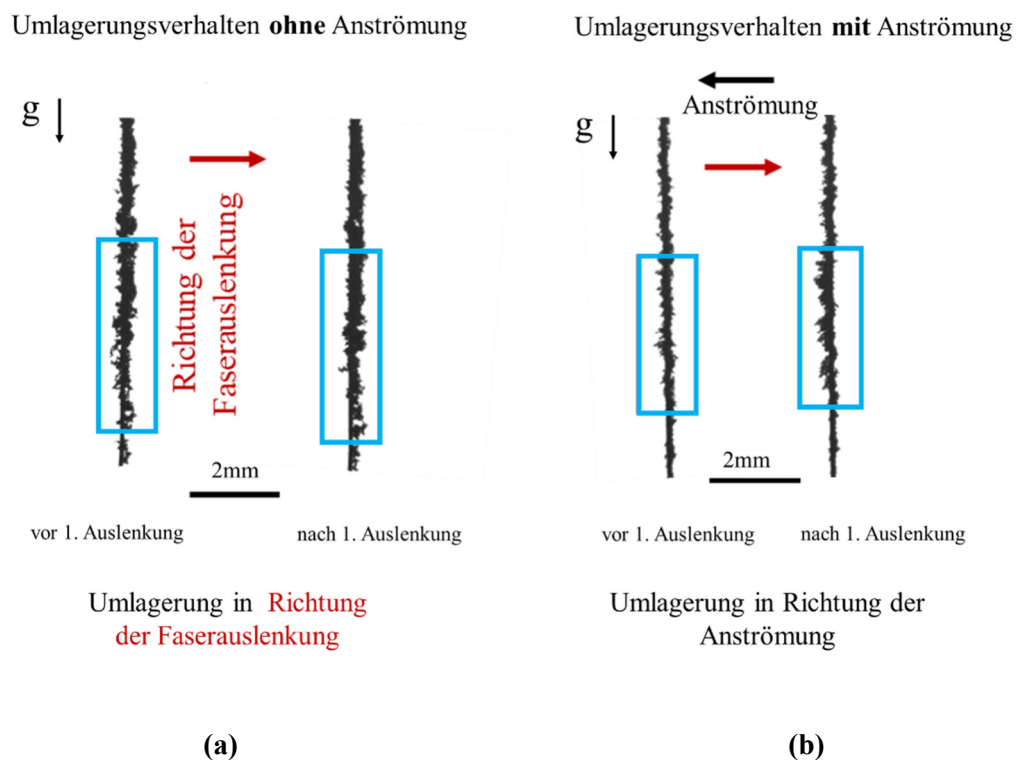 Umlagerungsverhalten ohne Anströmung
g
Richtung der
Faserauslenkung
2mm
vor 1. Auslenkung
nach 1. Auslenkung
Umlagerung in Richtung
der Faserauslenkung
(a)
Umlagerungsverhalten mit Anströmung
Anströmung
g
2mm
vor 1. Auslenkung
nach 1. Auslenkung
Umlagerung in Richtung der
Anströmung
(b)